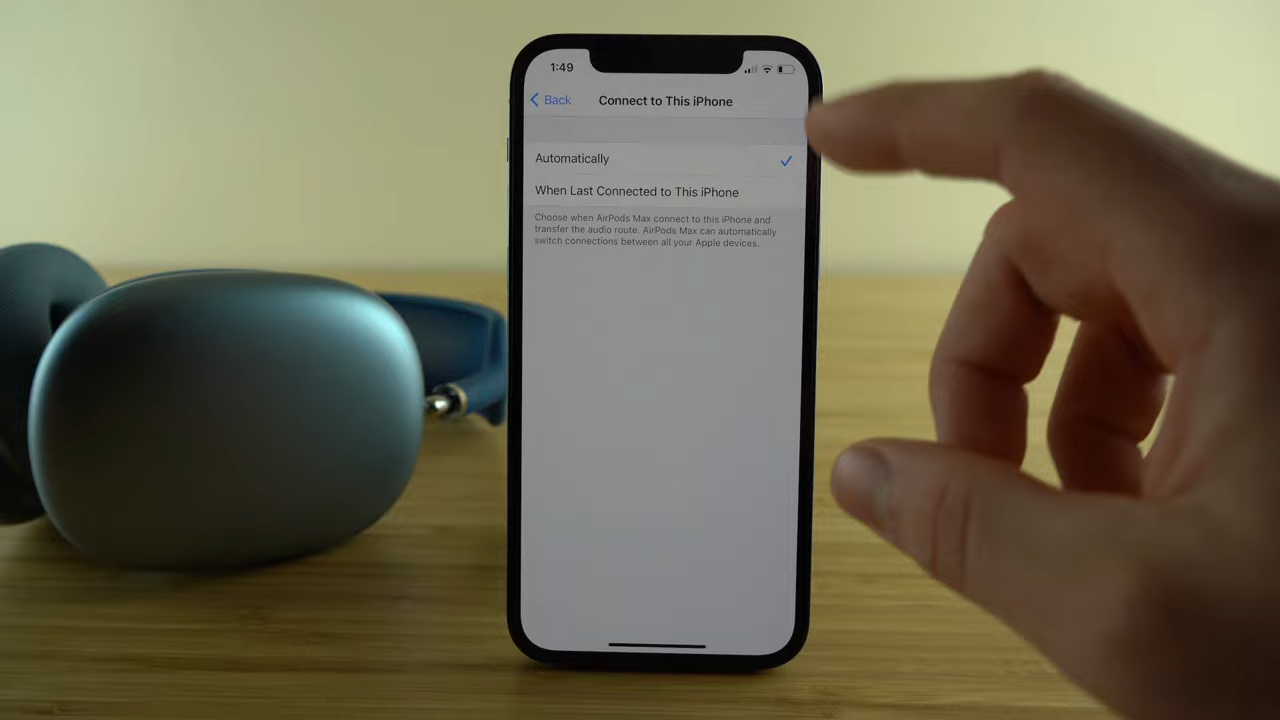 1:49
Back
Connect to This iPhone
Automatically
When Last Connected to This iPhone
Choose when AirPods Max connect to this iPhone and
transfer the audio route. AirPods Max can automatically
switch connections between all your Apple devices.